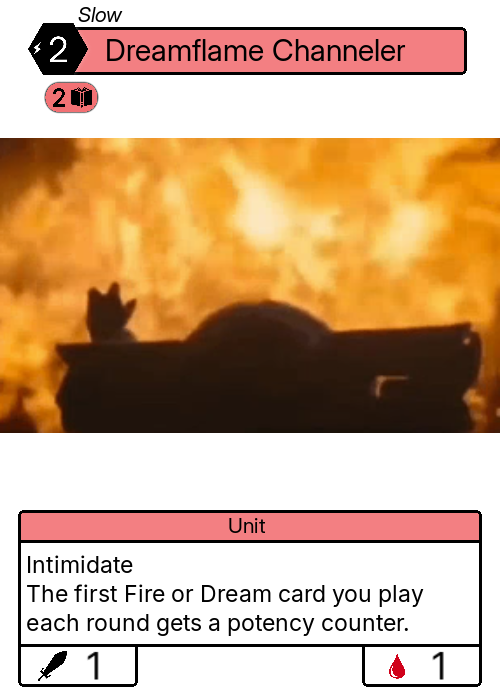 Slow
2 Dreamflame Channeler
2
Unit
Intimidate
The first Fire or Dream card you play
each round gets a potency counter.
1 1